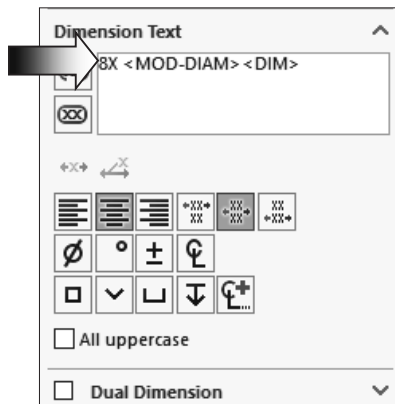 Dimension Text
8X <MOD-DIAM><DIM>
All uppercase
Dual Dimension